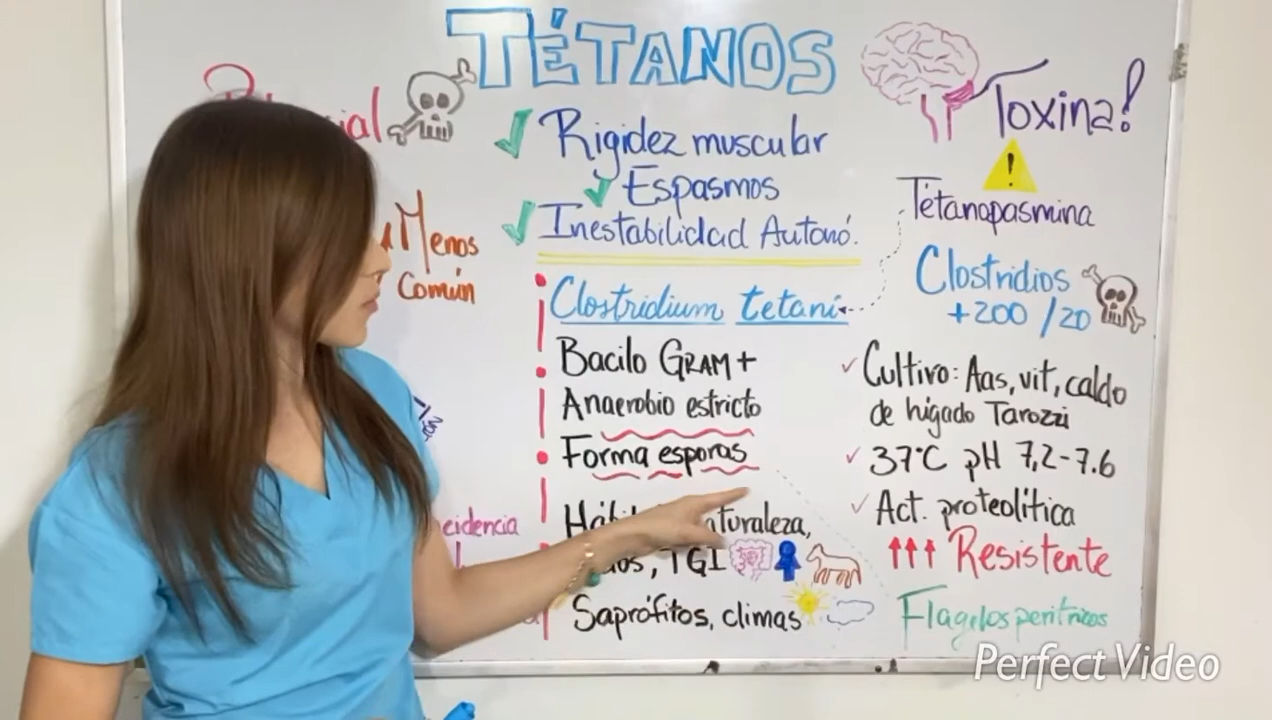 TÉTANOS
Toxina!
✓ Rigidez muscular
✓ Espasmos
✓ Inestabilidad Autonó.
Menos
Común
Clostridium tetani
Bacilo GRAM+
Anaerobio estricto
Forma esporas
TGI
Saprófitos, climas
Tetanopasmina
Clostridios
+200 / 20
✓ Cultivo: Aas, vit, caldo
de hígado Tarozzi
✓ 37°C pH 7,2-7.6
✓ Act. proteolítica
↑↑↑ Resistente
Flagelos perítricos
Perfect Video